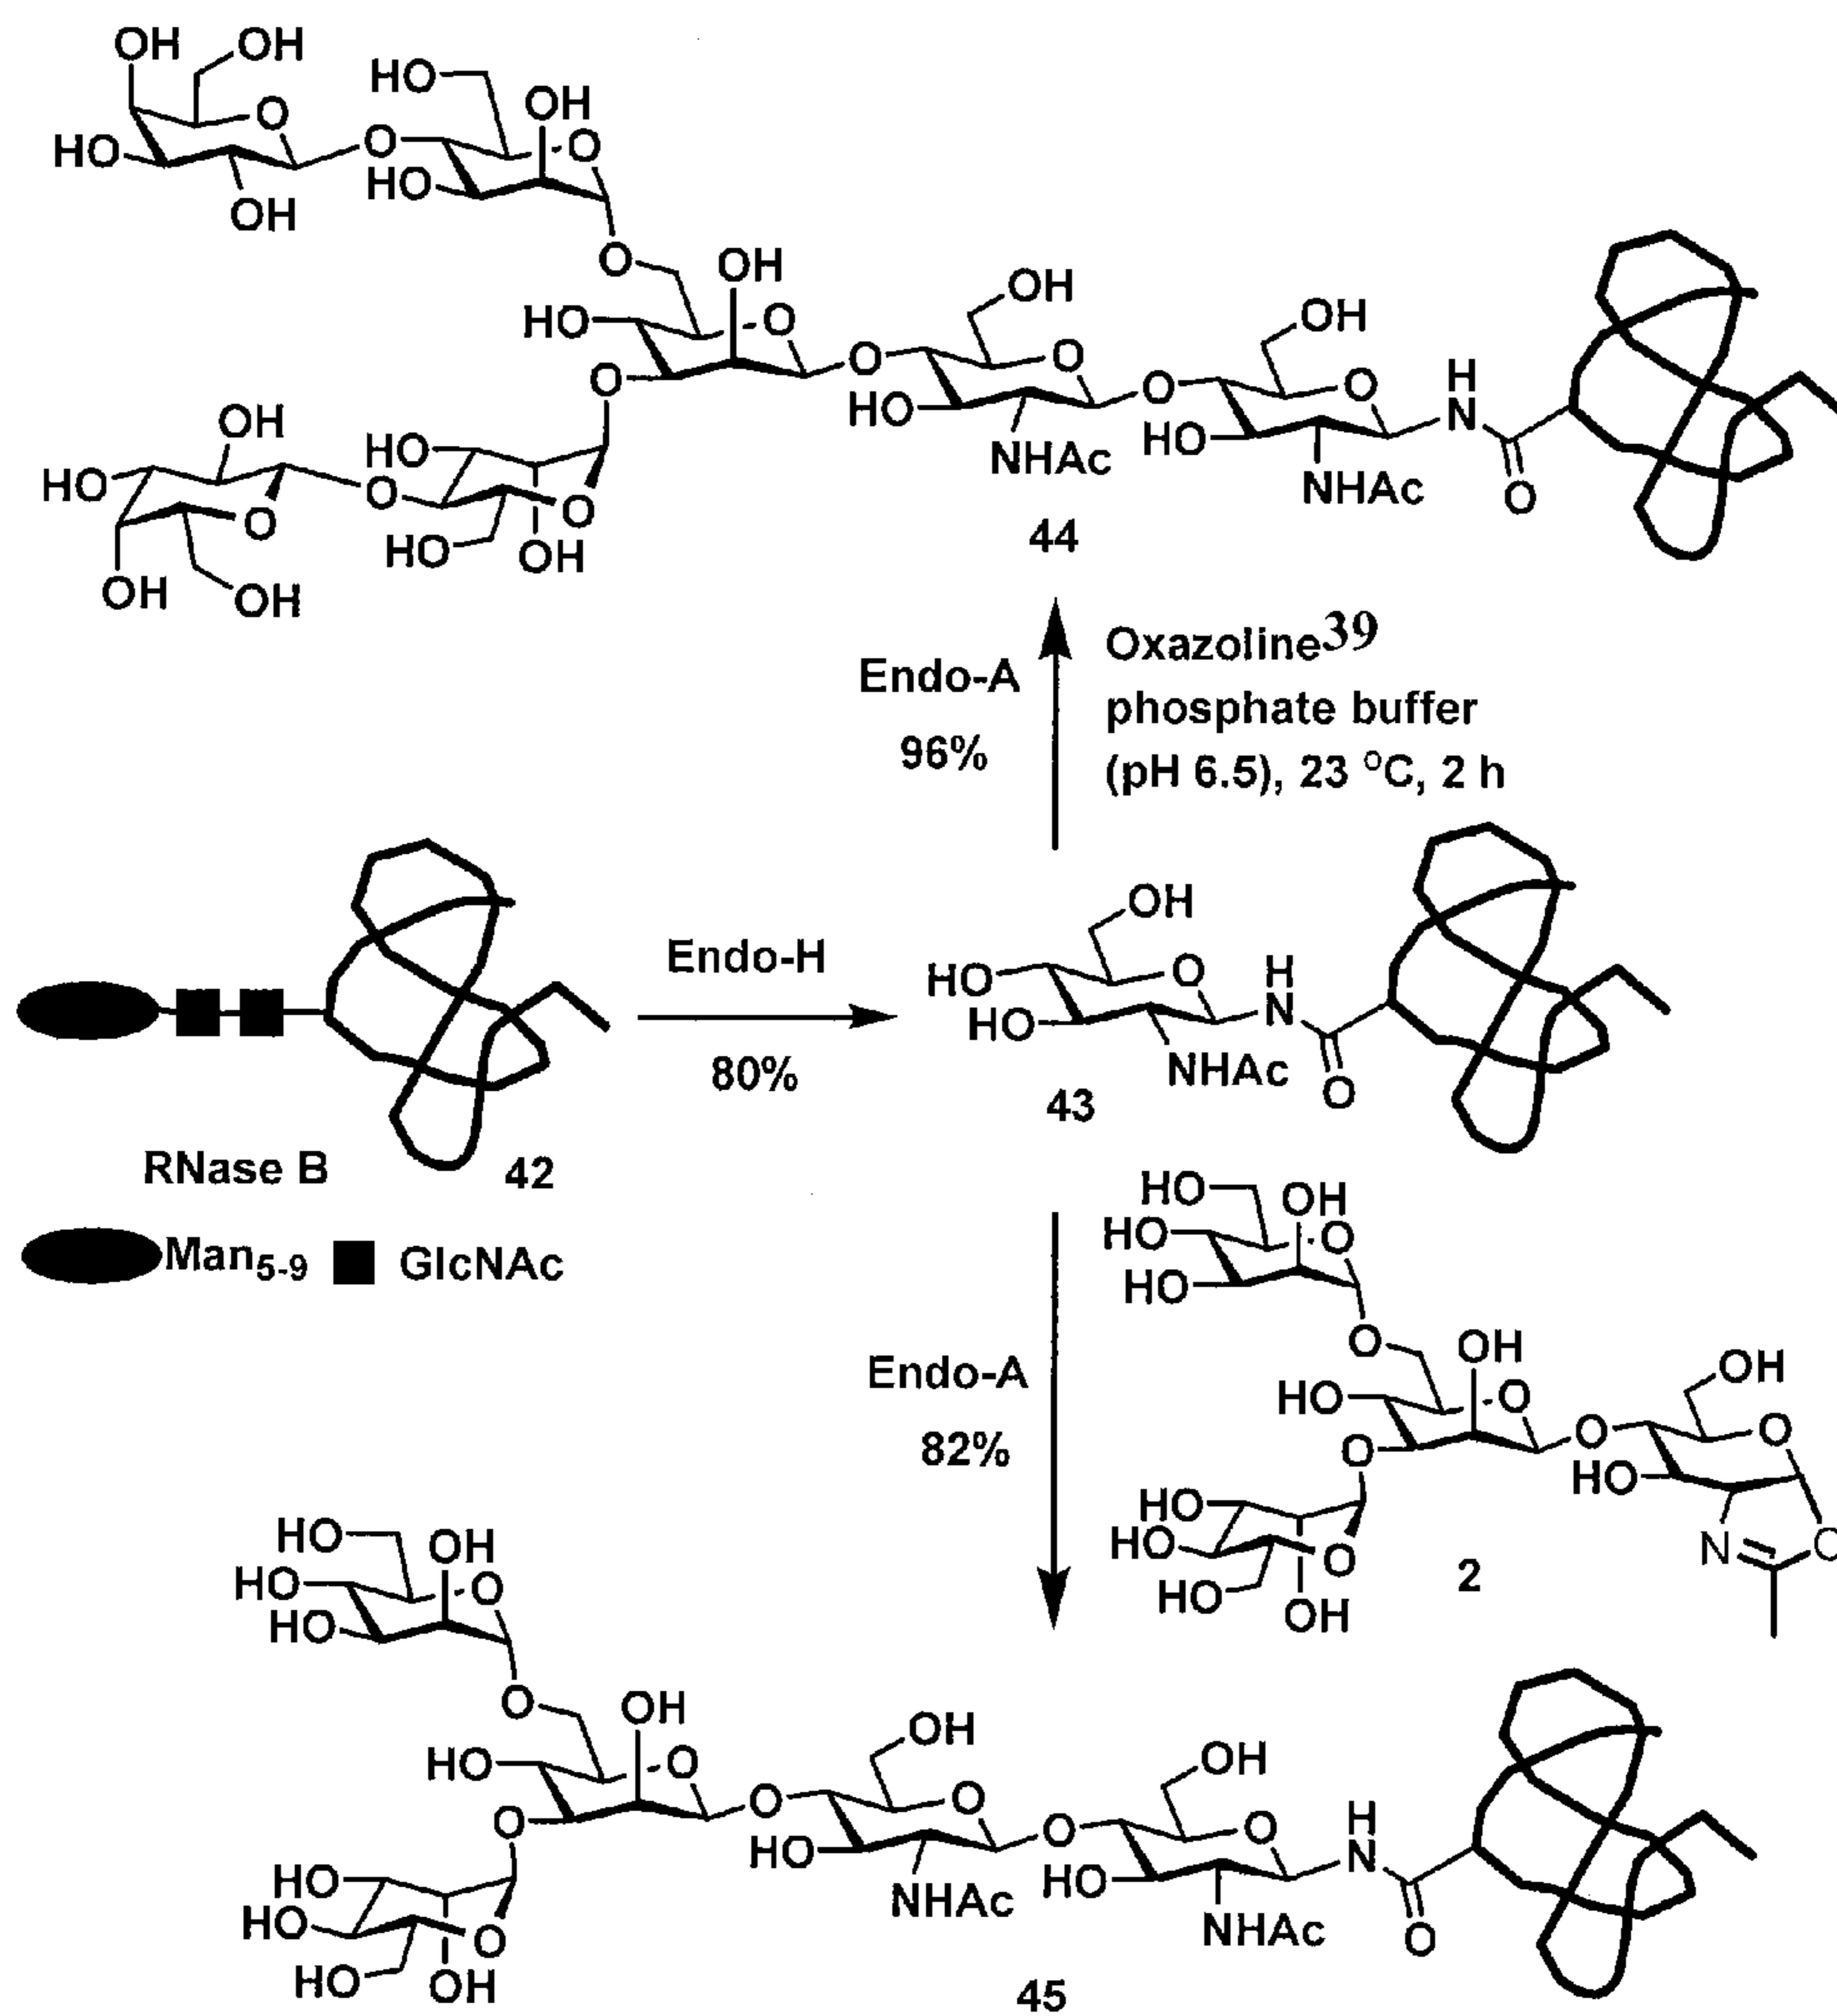 OH OH
HO OH
O O
HO O HO
OH
O OH
HO O OH OH
O O O O H
HO O N
OH HO NHAc HO NHAc O
HO O O
O HO OH
OH OH
44
Endo-A Oxazoline39
96% phosphate buffer
(pH 6.5), 23 °C, 2 h
OH
Endo-H HO O H
HO N
80% NHAc O
43
RNase B 42
Man5-9 GlcNAc
HO OH
HO O
HO
O OH
Endo-A HO O OH
82% O O O
HO HO
HO O N O
HO OH
2
HO OH
HO O
HO
O OH
HO O OH OH
O O O O O H
HO HO N
HO NHAc NHAc O
HO O
HO OH
45